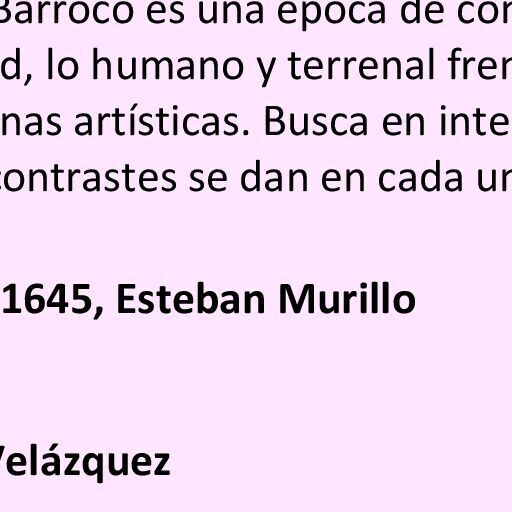 Barroco es una época de con
d, lo humano y terrenal fren
nas artísticas. Busca en inte
contrastes se dan en cada un
1645, Esteban Murillo
Velázquez